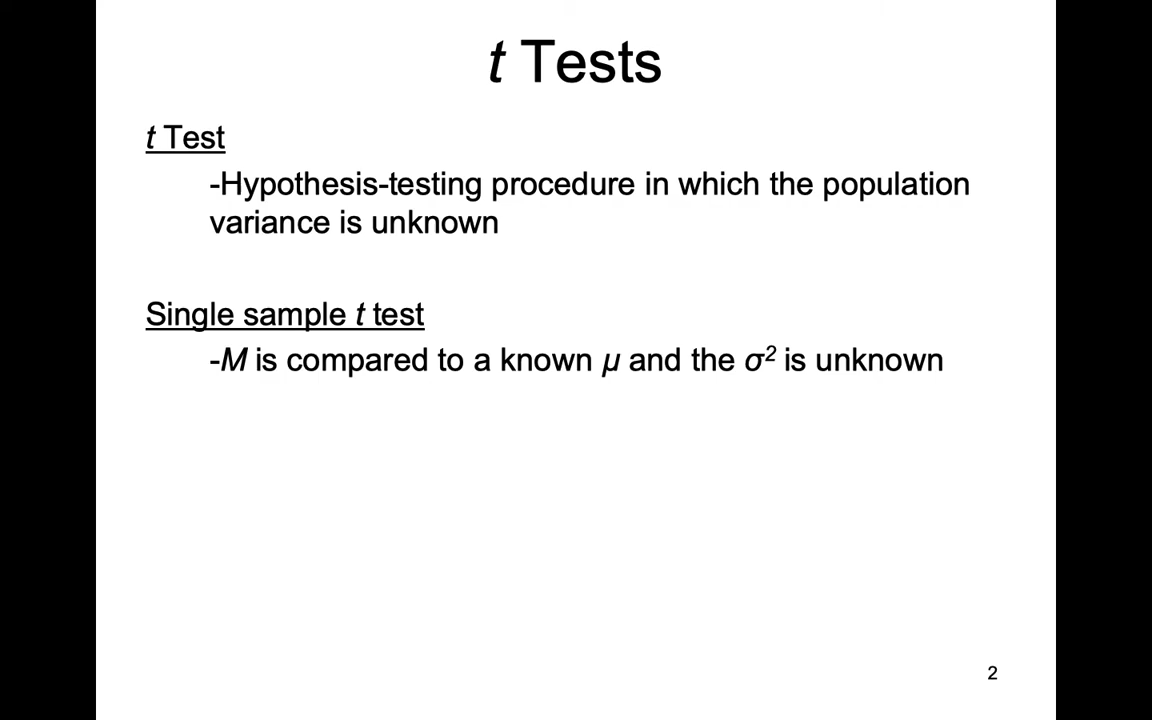 t Tests
t Test
-Hypothesis-testing procedure in which the population
variance is unknown
Single sample t test
-M is compared to a known μ and the σ² is unknown
2